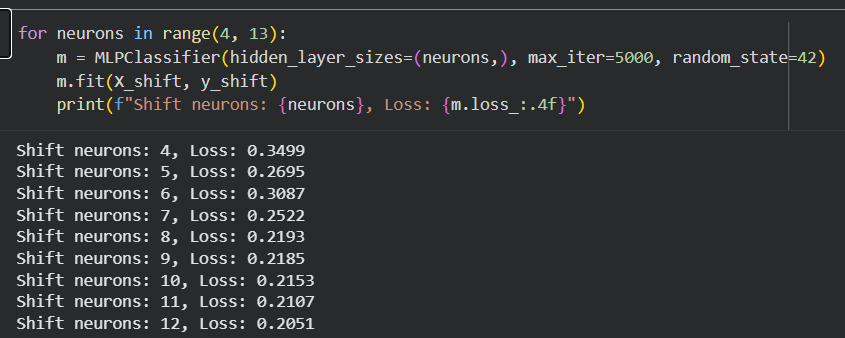 for neurons in range(4, 13):
    m = MLPClassifier(hidden_layer_sizes=(neurons,), max_iter=5000, random_state=42)
    m.fit(X_shift, y_shift)
    print(f"Shift neurons: {neurons}, Loss: {m.loss_:.4f}")
Shift neurons: 4, Loss: 0.3499
Shift neurons: 5, Loss: 0.2695
Shift neurons: 6, Loss: 0.3087
Shift neurons: 7, Loss: 0.2522
Shift neurons: 8, Loss: 0.2193
Shift neurons: 9, Loss: 0.2185
Shift neurons: 10, Loss: 0.2153
Shift neurons: 11, Loss: 0.2107
Shift neurons: 12, Loss: 0.2051